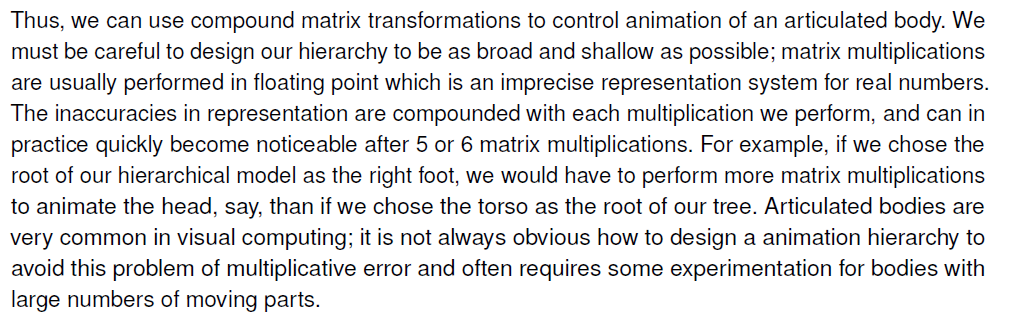 Thus, we can use compound matrix transformations to control animation of an articulated body. We
must be careful to design our hierarchy to be as broad and shallow as possible; matrix multiplications
are usually performed in floating point which is an imprecise representation system for real numbers.
The inaccuracies in representation are compounded with each multiplication we perform, and can in
practice quickly become noticeable after 5 or 6 matrix multiplications. For example, if we chose the
root of our hierarchical model as the right foot, we would have to perform more matrix multiplications
to animate the head, say, than if we chose the torso as the root of our tree. Articulated bodies are
very common in visual computing; it is not always obvious how to design a animation hierarchy to
avoid this problem of multiplicative error and often requires some experimentation for bodies with
large numbers of moving parts.